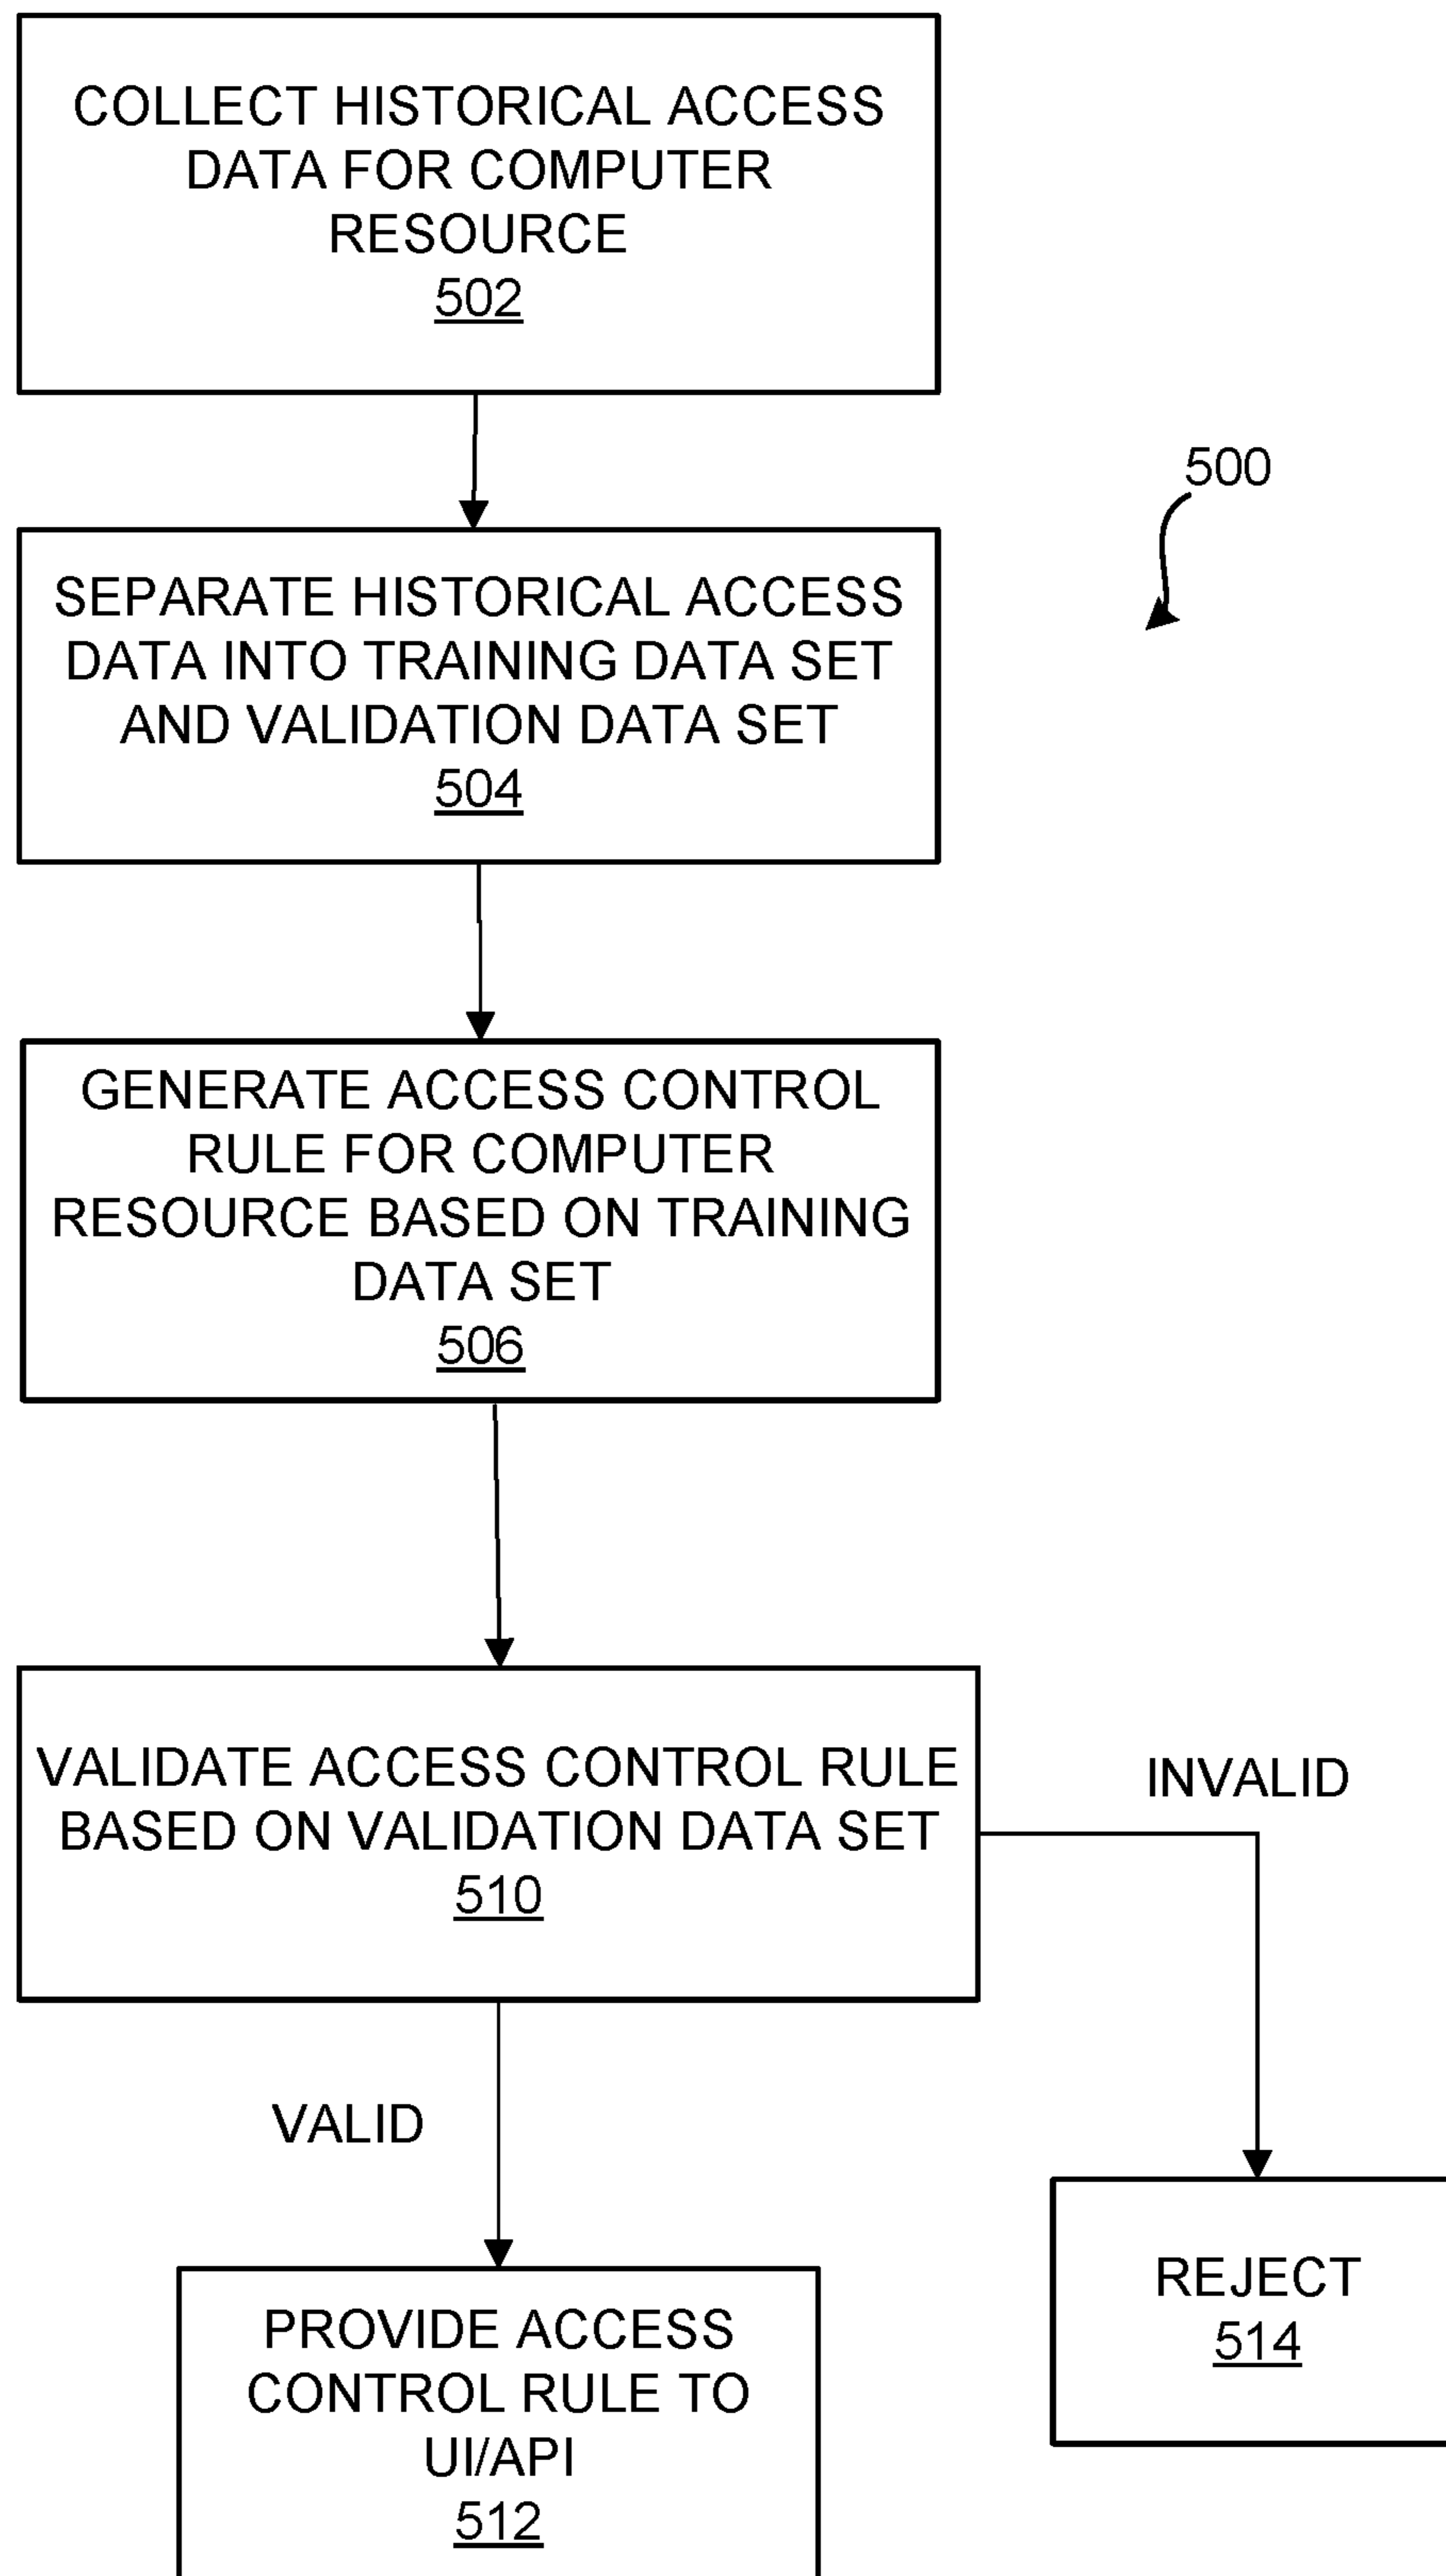 COLLECT HISTORICAL ACCESS
DATA FOR COMPUTER
RESOURCE
502
500
SEPARATE HISTORICAL ACCESS
DATA INTO TRAINING DATA SET
AND VALIDATION DATA SET
504
GENERATE ACCESS CONTROL
RULE FOR COMPUTER
RESOURCE BASED ON TRAINING
DATA SET
506
VALIDATE ACCESS CONTROL RULE
BASED ON VALIDATION DATA SET
510
INVALID
VALID
REJECT
514
PROVIDE ACCESS
CONTROL RULE TO
UI/API
512